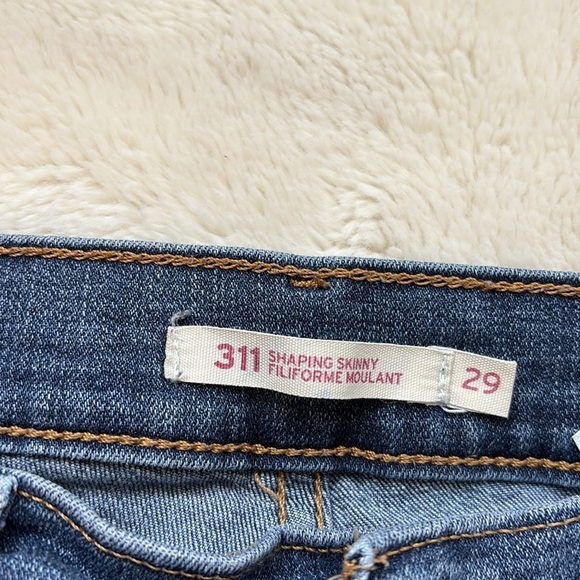 311 SHAPING SKINNY
FILIFORME MOULANT
29